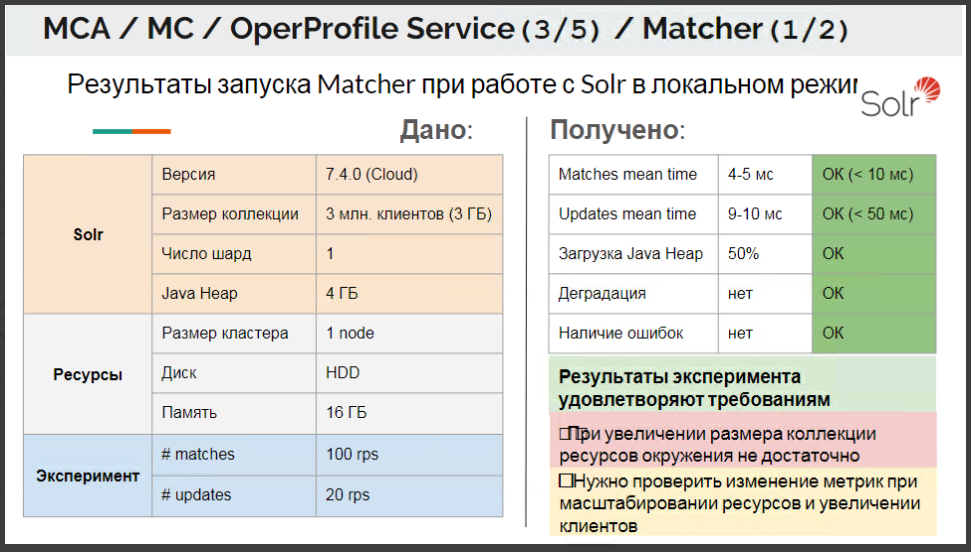 MCA / MC / OperProfile Service (3/5) / Matcher (1/2)
Результаты запуска Matcher при работе с Solr в локальном режи
Solr
Дано:
Получено:
Solr
Версия
7.4.0 (Cloud)
Размер коллекции
3 млн. клиентов (3 ГБ)
Число шард
1
Java Heap
4 ГБ
Ресурсы
Размер кластера
1 node
Диск
HDD
Память
16 ГБ
Эксперимент
# matches
100 rps
# updates
20 rps
Matches mean time
4-5 мс
ОК (< 10 мс)
Updates mean time
9-10 мс
ОК (< 50 мс)
Загрузка Java Heap
50%
ОК
Деградация
нет
ОК
Наличие ошибок
нет
ОК
Результаты эксперимента
удовлетворяют требованиям
При увеличении размера коллекции
ресурсов окружения не достаточно
Нужно проверить изменение метрик при
масштабировании ресурсов и увеличении
клиентов